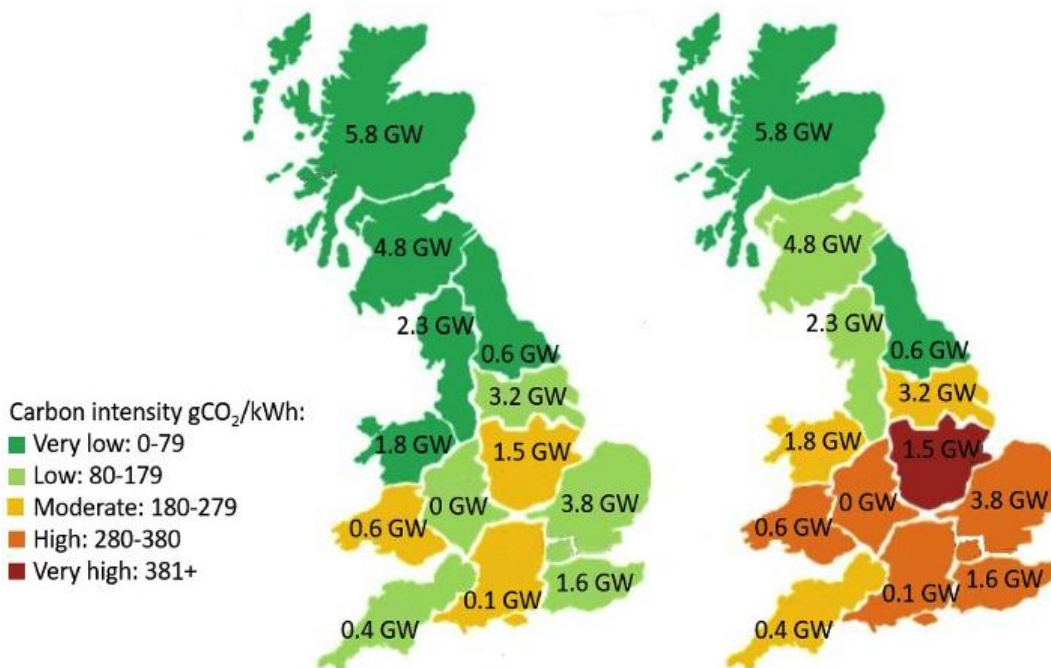 5.8 GW
4.8 GW
2.3 GW
0.6 GW
3.2 GW
1.8 GW
1.5 GW
0 GW
3.8 GW
0.6 GW
0.1 GW
1.6 GW
0.4 GW
5.8 GW
4.8 GW
2.3 GW
0.6 GW
3.2 GW
1.8 GW
1.5 GW
0 GW
3.8 GW
0.6 GW
0.1 GW
1.6 GW
0.4 GW
Carbon intensity gCO₂/kWh:
Very low: 0-79
Low: 80-179
Moderate: 180-279
High: 280-380
Very high: 381+